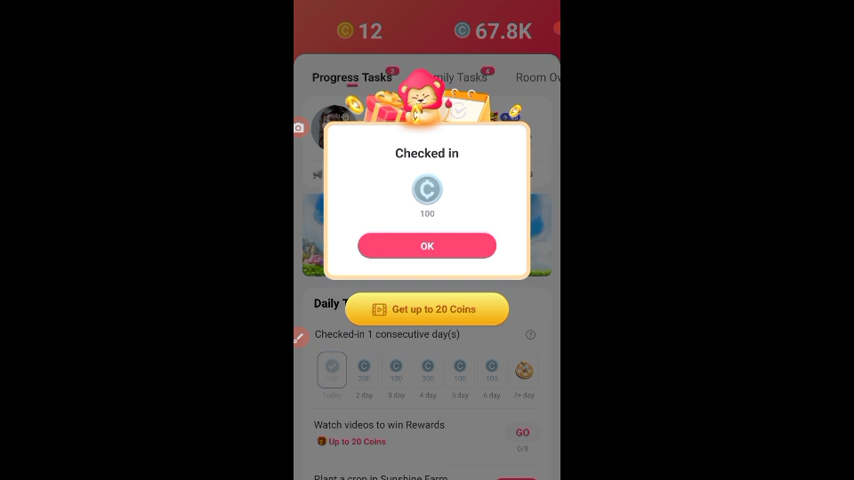 12
67.8K
Progress Tasks
mily Tasks
Room Ov
Checked in
100
OK
Get up to 20 Coins
Daily T
Checked-in 1 consecutive day(s)
100 200 100 300 100 100
Today 2 day 3 day 4 day 5 day 6 day 7+ day
Watch videos to win Rewards
GO
Up to 20 Coins
Plant a crop in Sunshine Farm